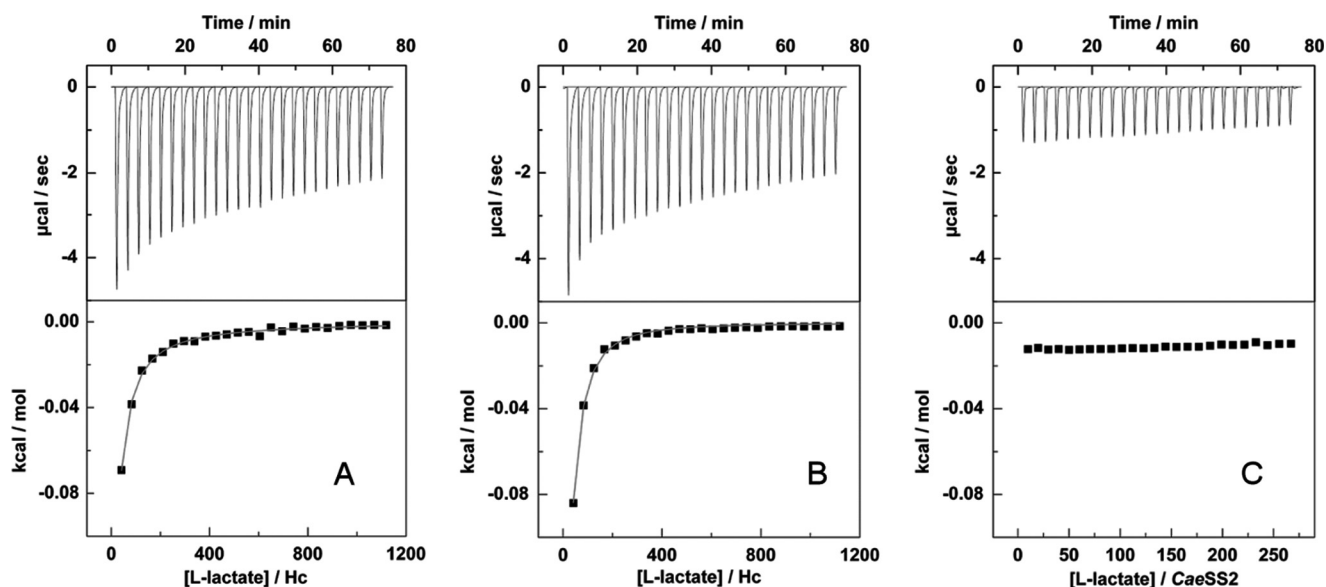 Time / min
0 20 40 60 80
0
-2
-4
µcal / sec
0.00
-0.04
-0.08
kcal / mol
A
0 400 800 1200
[L-lactate] / Hc
Time / min
0 20 40 60 80
0
-2
-4
µcal / sec
0.00
-0.04
-0.08
kcal / mol
B
0 400 800 1200
[L-lactate] / Hc
Time / min
0 20 40 60 80
0
-2
-4
µcal / sec
0.00
-0.04
-0.08
kcal / mol
C
0 50 100 150 200 250
[L-lactate] / CaeSS2